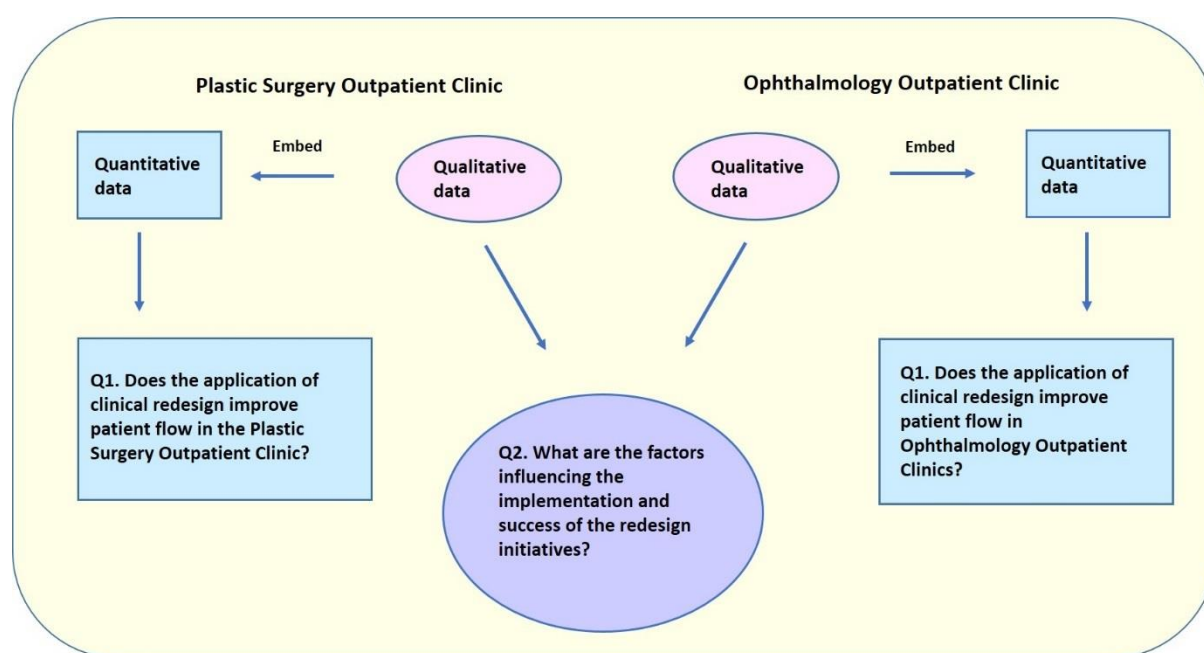 Plastic Surgery Outpatient Clinic
Ophthalmology Outpatient Clinic
Quantitative
data
Embed
Qualitative
data
Qualitative
data
Embed
Quantitative
data
Q1. Does the application of
clinical redesign improve
patient flow in the Plastic
Surgery Outpatient Clinic?
Q2. What are the factors
influencing the
implementation and
success of the redesign
initiatives?
Q1. Does the application of
clinical redesign improve
patient flow in
Ophthalmology Outpatient
Clinics?